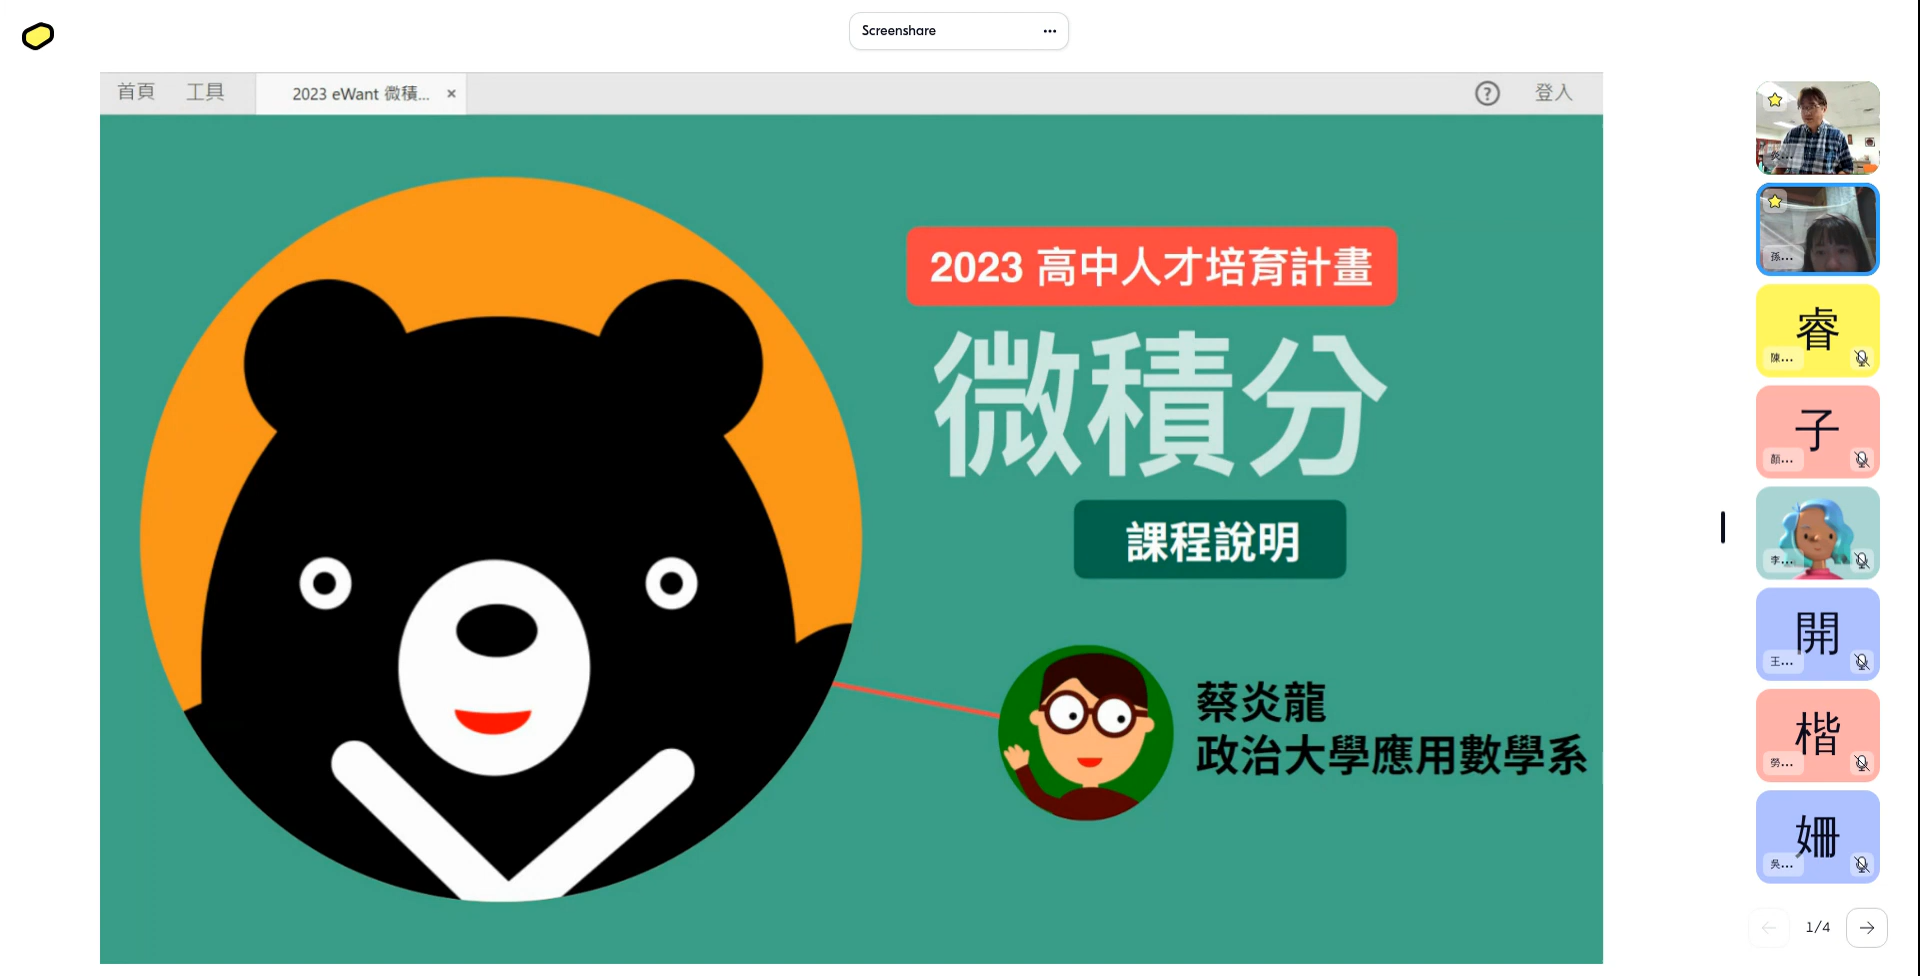 Screenshare
首頁 工具 2023 eWant 微積... × ? 登入
2023 高中人才培育計畫
微積分
課程說明
蔡炎龍
政治大學應用數學系
炎...
孫...
睿
陳...
子
顏...
李...
開
王...
楷
勞...
姍
吳...
1/4